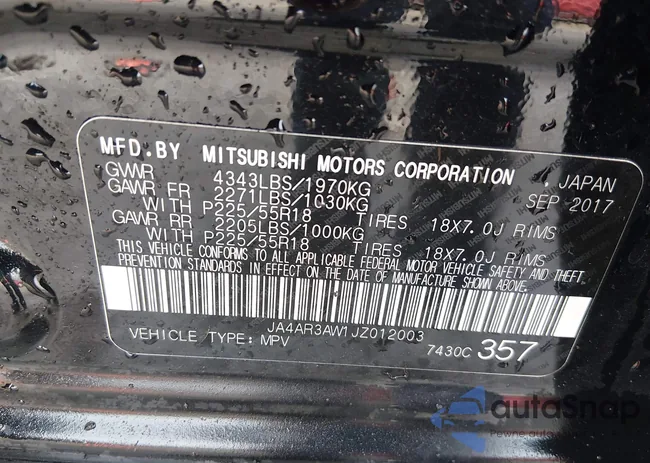 MFD.BY MITSUBISHI MOTORS CORPORATION , JAPAN
GVWR 4343LBS/1970KG SEP 2017
GAWR FR 2271LBS/1030KG
WITH P225/55R18 TIRES 18X7.0J RIMS
GAWR RR 2205LBS/1000KG
WITH P225/55R18 TIRES 18X7.0J RIMS
THIS VEHICLE CONFORMS TO ALL APPLICABLE FEDERAL MOTOR VEHICLE SAFETY AND THEFT
PREVENTION STANDARDS IN EFFECT ON THE DATE OF MANUFACTURE SHOWN ABOVE.
JA4AR3AW1JZ012003
VEHICLE TYPE: MPV 7430C 357
autoSnap